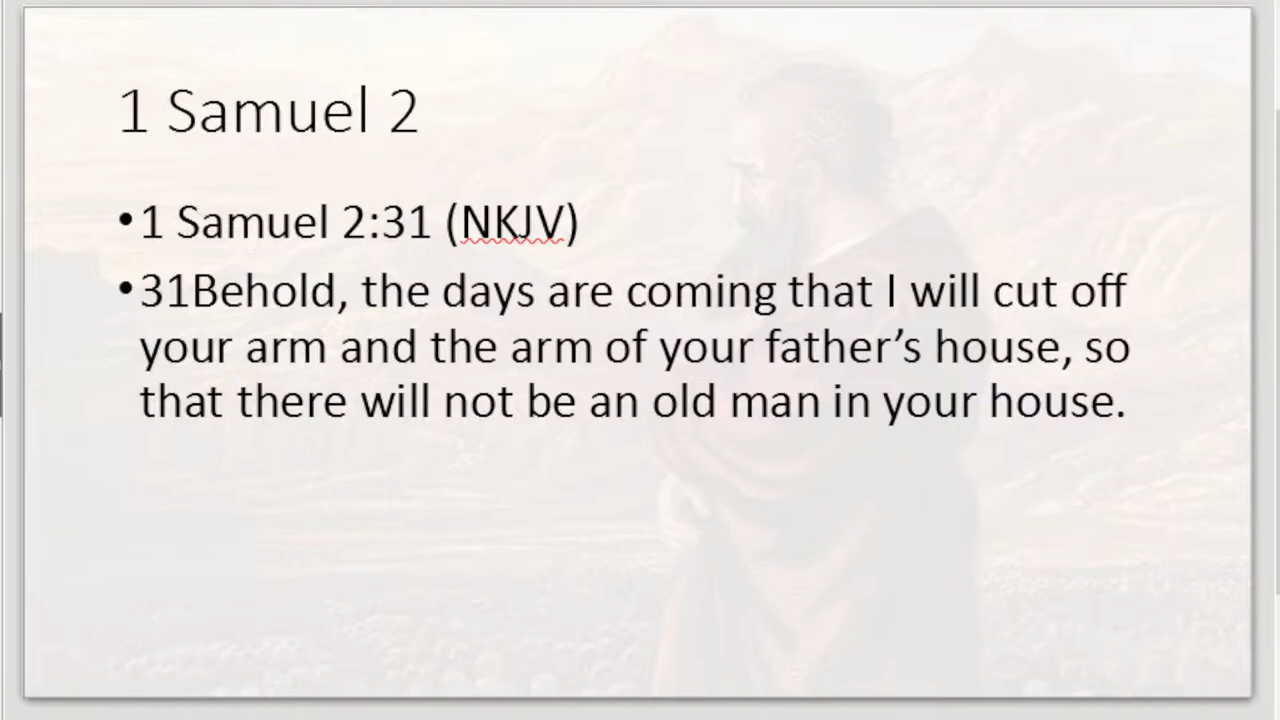 1 Samuel 2
•1 Samuel 2:31 (NKJV)
•31Behold, the days are coming that I will cut off
your arm and the arm of your father’s house, so
that there will not be an old man in your house.